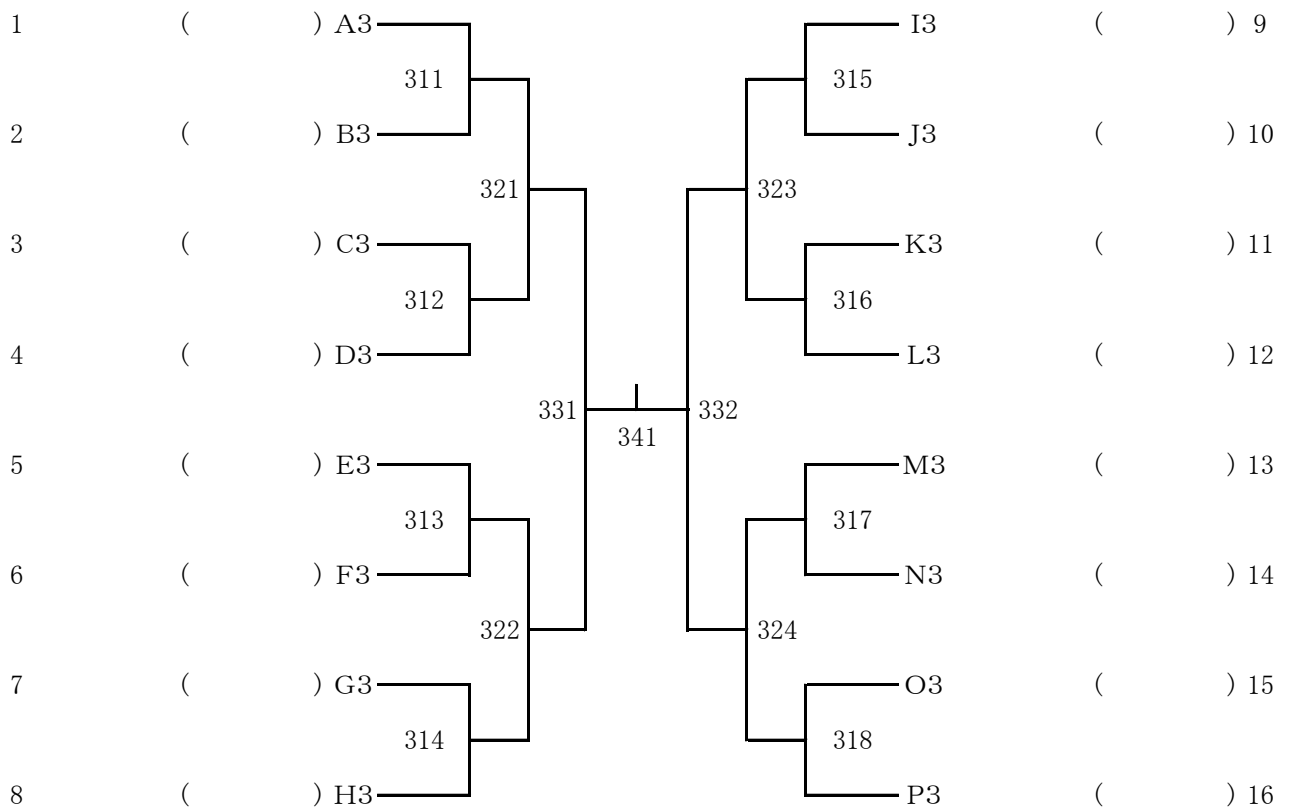 1 ( ) A3 I3 ( ) 9
311 315
2 ( ) B3 J3 ( ) 10
321 323
3 ( ) C3 K3 ( ) 11
312 316
4 ( ) D3 L3 ( ) 12
331 332
341
5 ( ) E3 M3 ( ) 13
313 317
6 ( ) F3 N3 ( ) 14
322 324
7 ( ) G3 O3 ( ) 15
314 318
8 ( ) H3 P3 ( ) 16